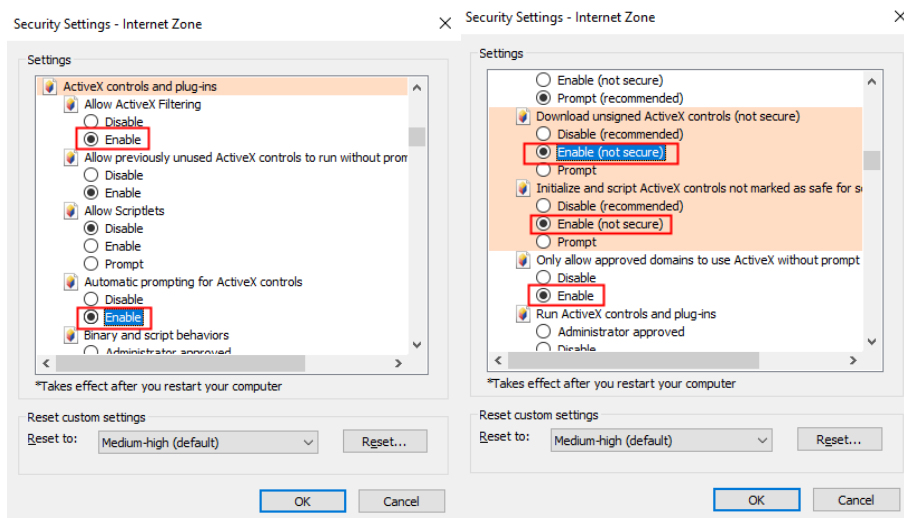 Security Settings - Internet Zone
Settings
ActiveX controls and plug-ins
Allow ActiveX Filtering
Disable
Enable
Allow previously unused ActiveX controls to run without prom
Disable
Enable
Allow Scriptlets
Disable
Enable
Prompt
Automatic prompting for ActiveX controls
Disable
Enable
Binary and script behaviors
Administrator approved
*Takes effect after you restart your computer
Reset custom settings
Reset to:
Medium-high (default)
Reset...
OK
Cancel
Security Settings - Internet Zone
Settings
Enable (not secure)
Prompt (recommended)
Download unsigned ActiveX controls (not secure)
Disable (recommended)
Enable (not secure)
Prompt
Initialize and script ActiveX controls not marked as safe for s
Disable (recommended)
Enable (not secure)
Prompt
Only allow approved domains to use ActiveX without prompt
Disable
Enable
Run ActiveX controls and plug-ins
Administrator approved
Disable
*Takes effect after you restart your computer
Reset custom settings
Reset to:
Medium-high (default)
Reset...
OK
Cancel